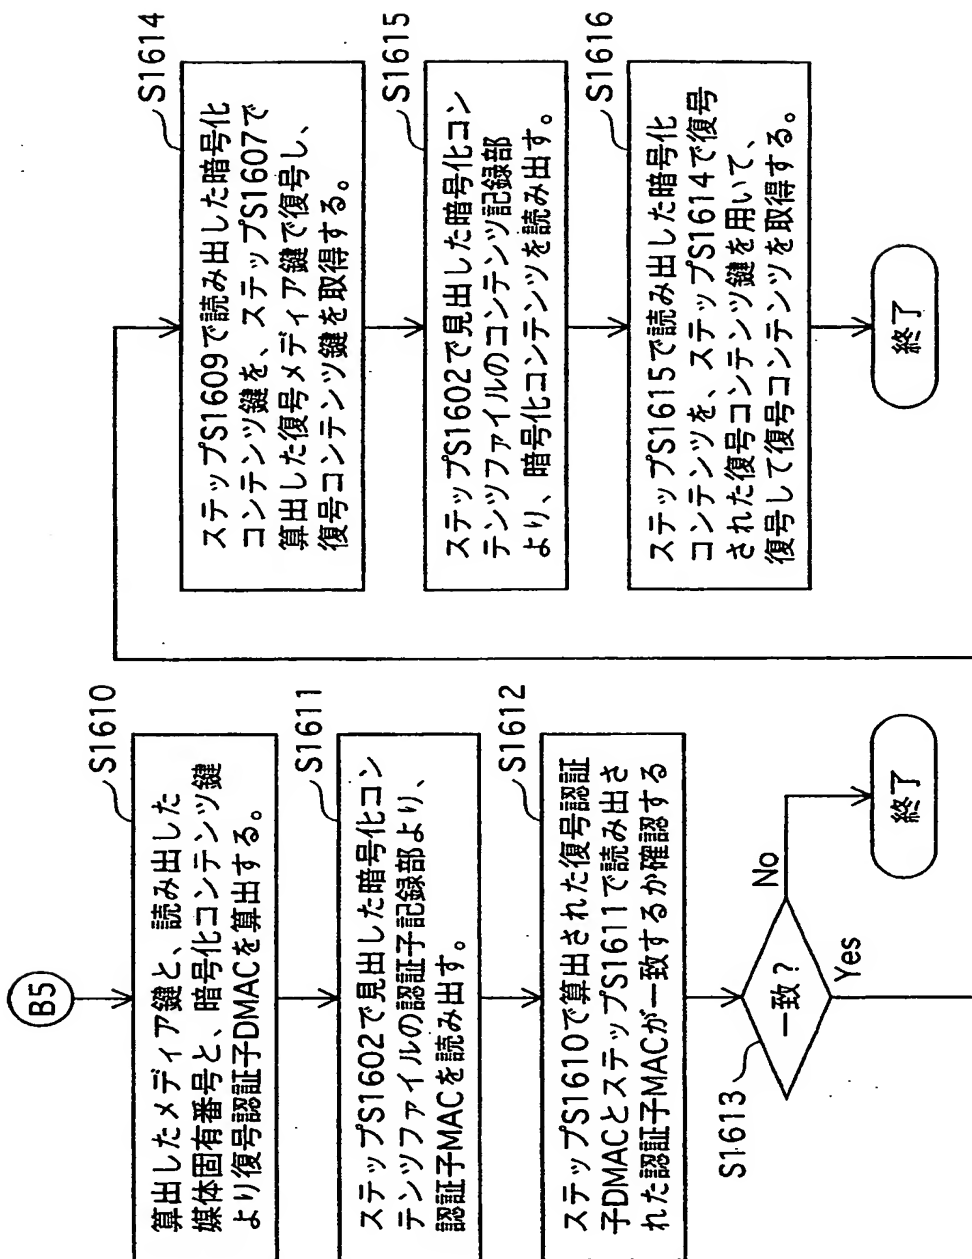 B5
S1610
算出したメディア鍵と、読み出した
媒体固有番号と、暗号化コンテンツ鍵
より復号認証子DMACを算出する。
S1611
ステップS1602で見出した暗号化コン
テンツファイルの認証子記録部より、
認証子MACを読み出す。
S1612
ステップS1610で算出された復号認証
子DMACとステップS1611で読み出さ
れた認証子MACが一致するか確認する
S1613
一致?
No
Yes
終了
S1614
ステップS1609で読み出した暗号化
コンテンツ鍵を、ステップS1607で
算出した復号メディア鍵で復号し、
復号コンテンツ鍵を取得する。
S1615
ステップS1602で見出した暗号化コン
テンツファイルのコンテンツ記録部
より、暗号化コンテンツを読み出す。
S1616
ステップS1615で読み込んだ暗号化
コンテンツを、ステップS1614で復号
された復号コンテンツ鍵を用いて、
復号して復号コンテンツを取得する。
終了